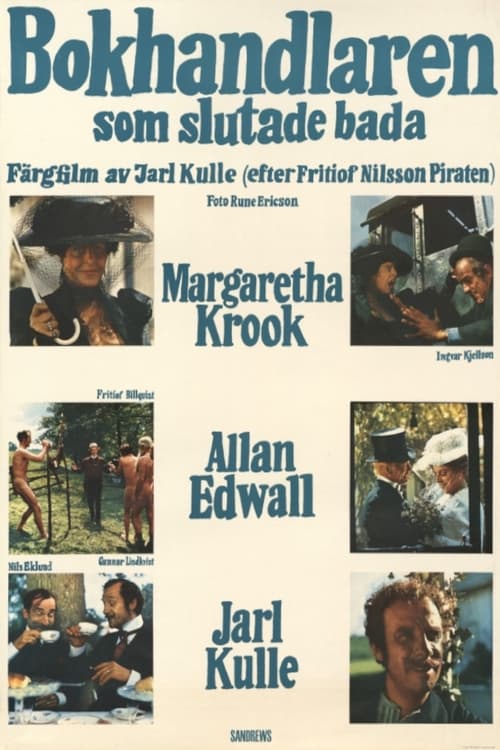 Bokhandlaren
som slutade bada
Färgfilm av Jarl Kulle (efter Fritiof Nilsson Piraten)
Foto Rune Ericson
Margaretha
Krook
Ingvar Kjellson
Fritiof Billquist
Allan
Edwall
Nils Eklund
Gunnar Lindkvist
Jarl
Kulle
SANDREWS